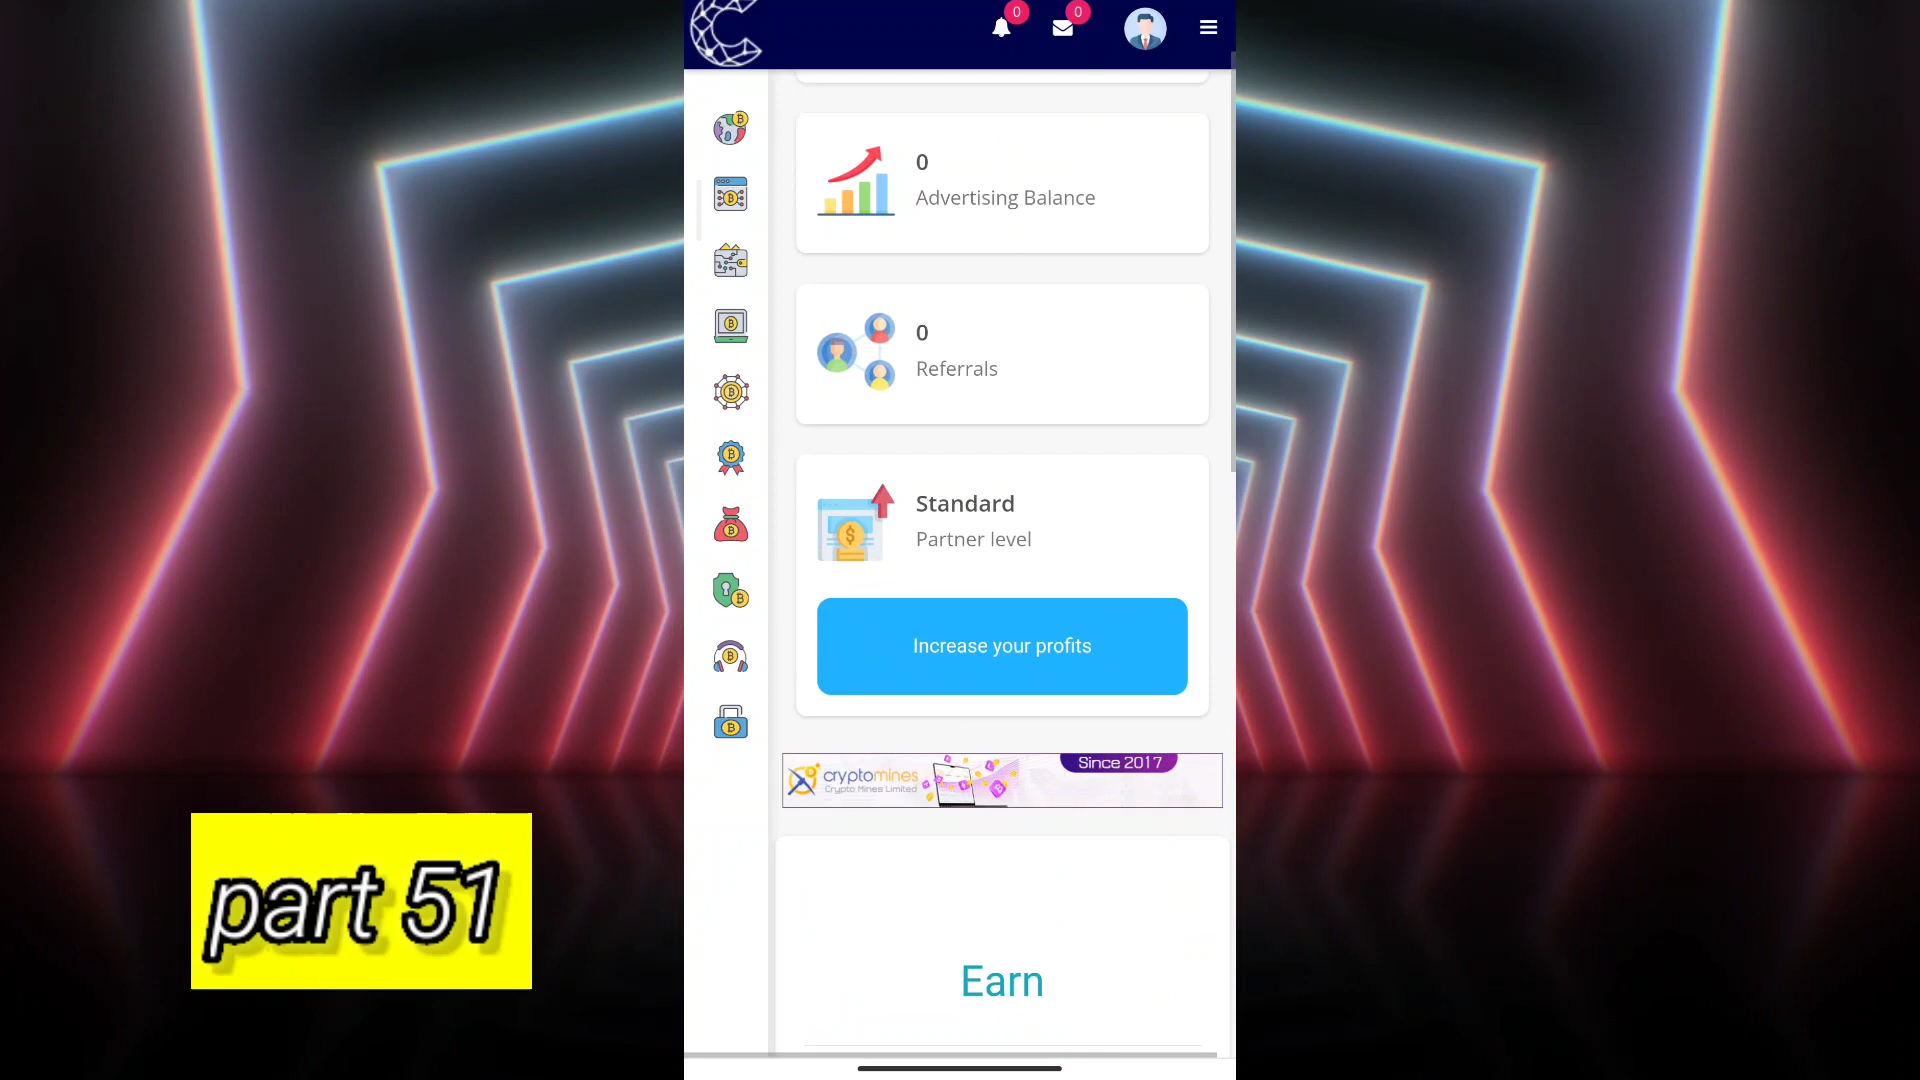 0
0
0
Advertising Balance
0
Referrals
Standard
Partner level
Increase your profits
cryptomines
Crypto Mines Limited
Since 2017
Earn
part 51